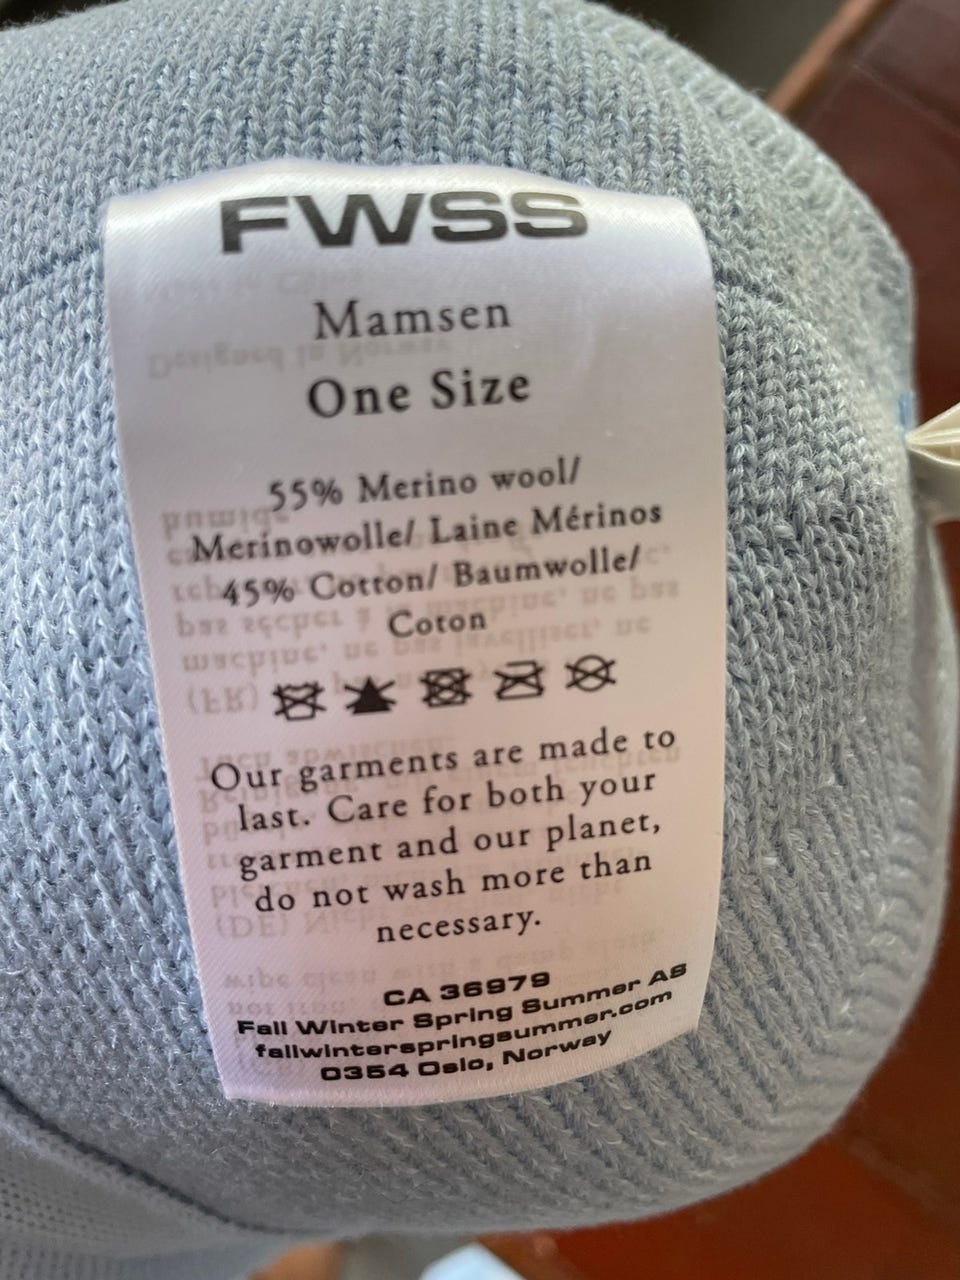 FWSS
Mamsen
One Size
55% Merino wool/
Merinowolle/ Laine Mérinos
45% Cotton/ Baumwolle/
Coton
Our garments are made to
last. Care for both your
garment and our planet,
do not wash more than
necessary.
CA 36979
Fall Winter Spring Summer AS
fallwinterspringsummer.com
0354 Oslo, Norway